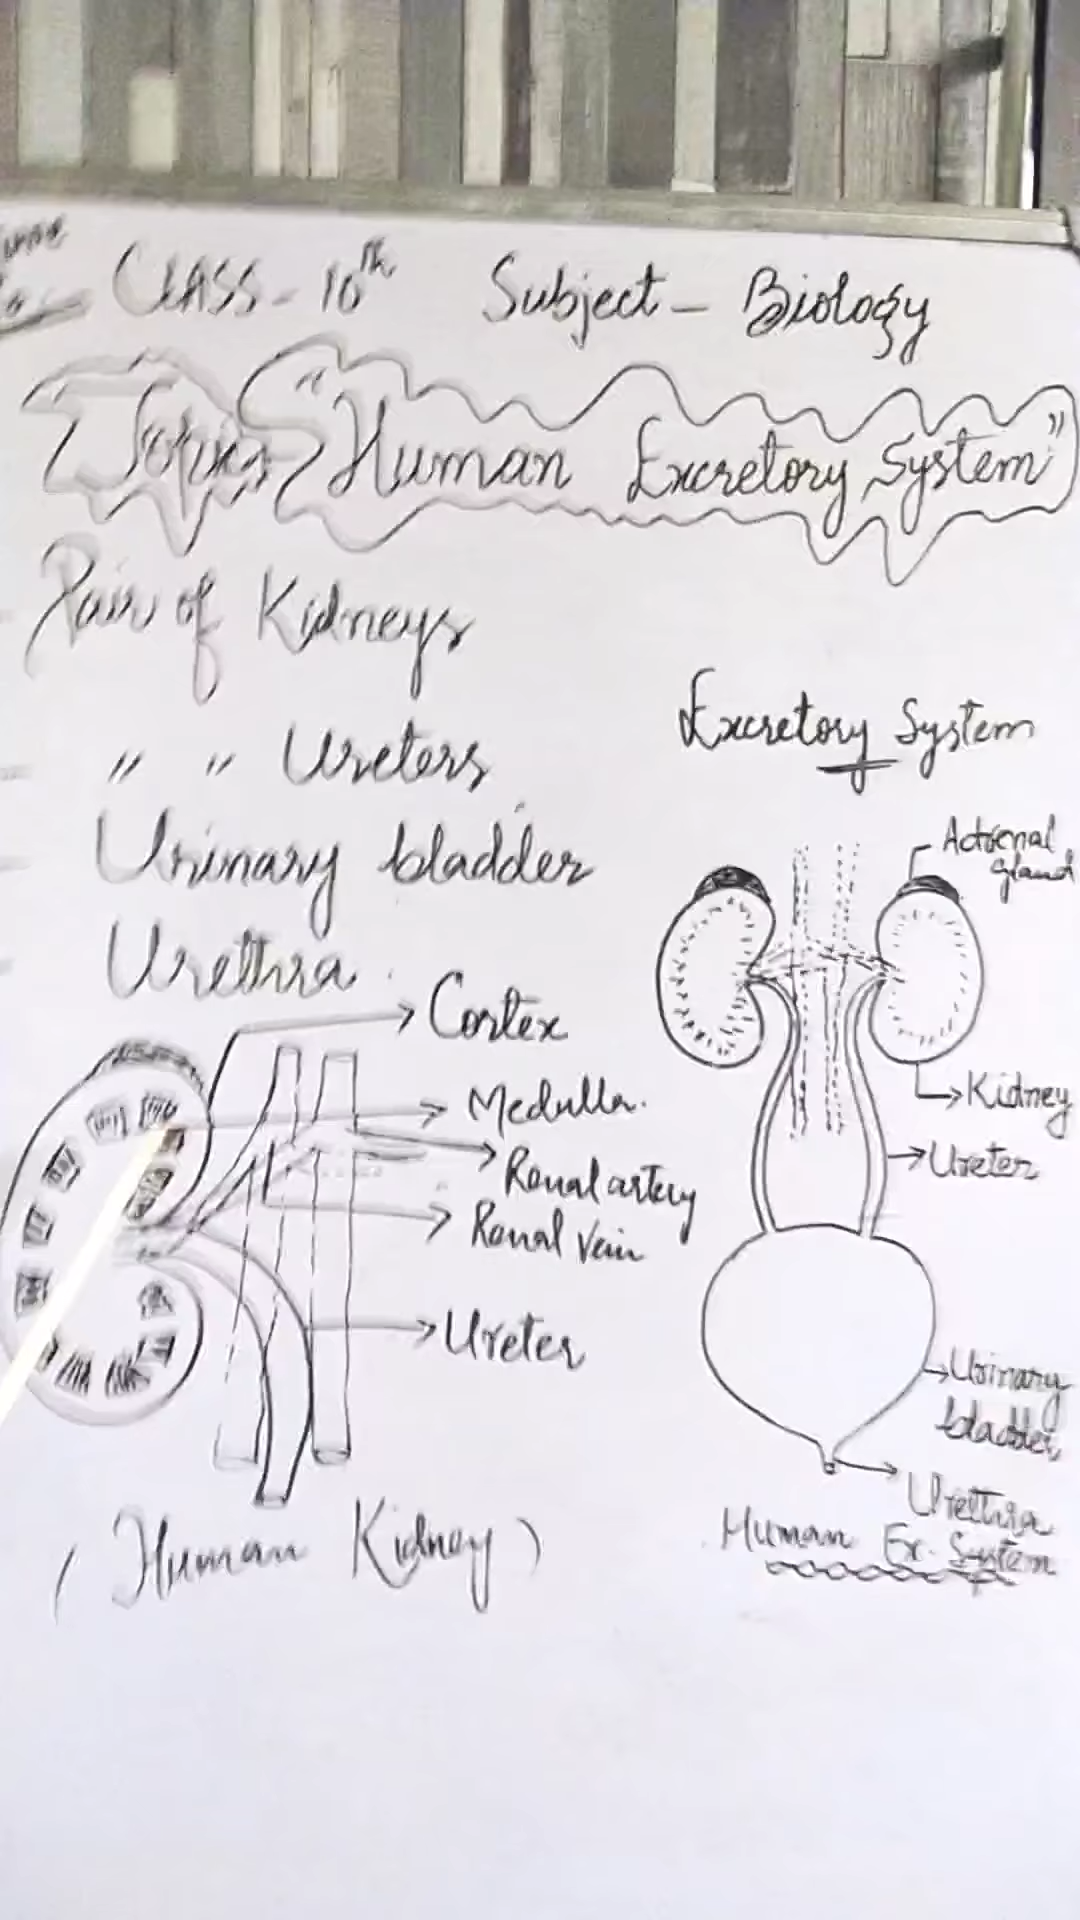 CLASS - 10th Subject - Biology
Topic "Human Excretory System"
Pair of Kidneys
" " Ureters
Urinary bladder
Urethra
Cortex
Medulla.
Renal artery
Renal Vein
Ureter
(Human Kidney)
Excretory System
Adrenal
gland
Kidney
Ureter
Urinary
bladder
Urethra
Human Ex. System